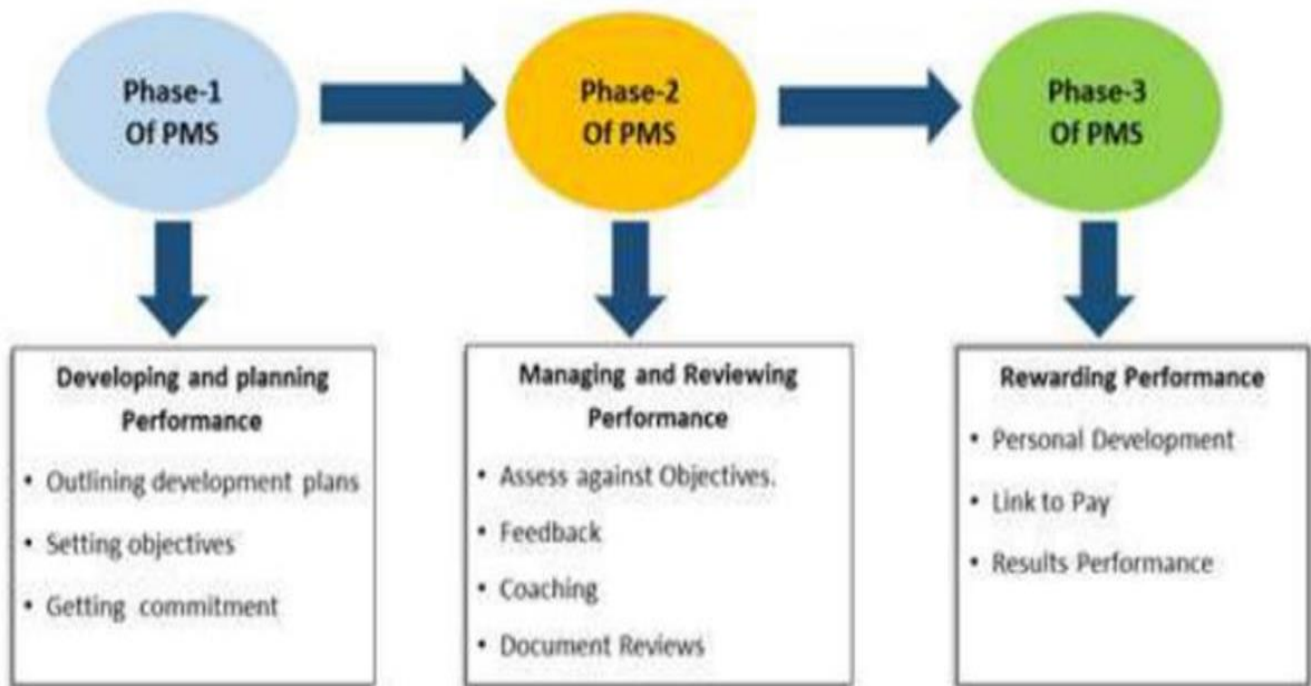 Phase-1
Of PMS
Phase-2
Of PMS
Phase-3
Of PMS
Developing and planning
Performance
• Outlining development plans
• Setting objectives
• Getting commitment
Managing and Reviewing
Performance
• Assess against Objectives.
• Feedback
• Coaching
• Document Reviews
Rewarding Performance
• Personal Development
• Link to Pay
• Results Performance